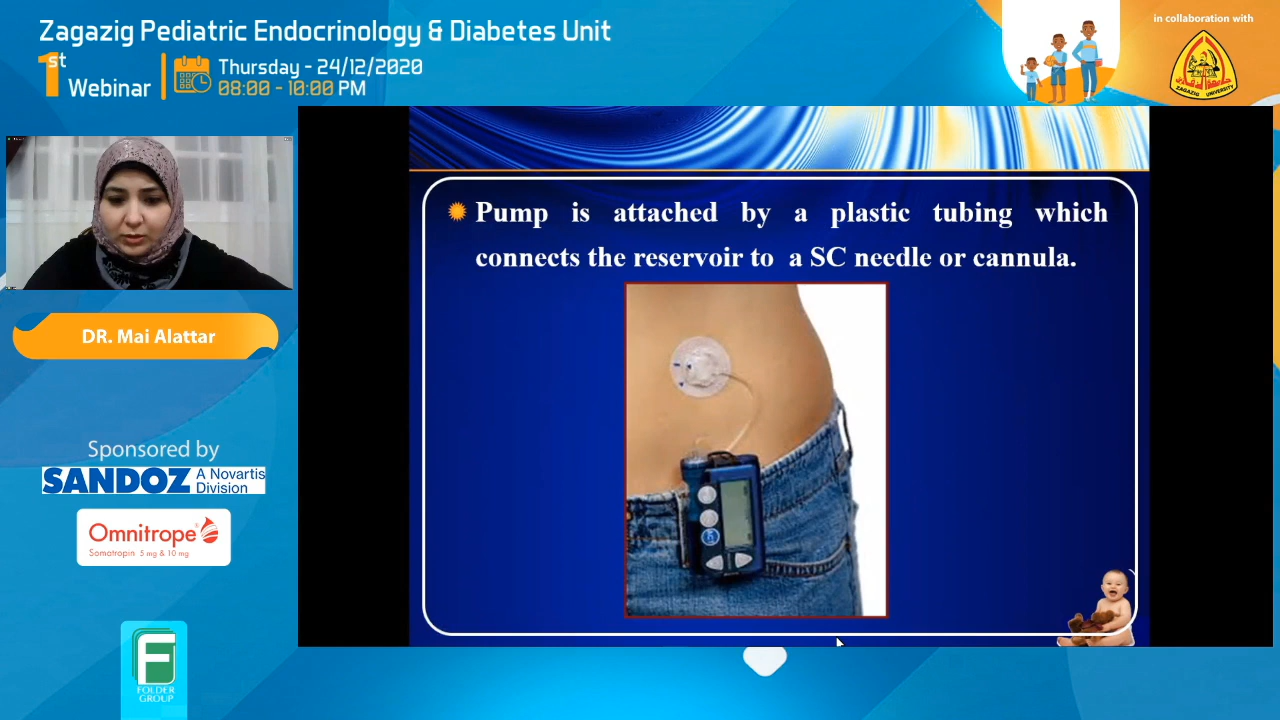 Zagazig Pediatric Endocrinology & Diabetes Unit
1st Webinar
Thursday - 24/12/2020
08:00 - 10:00 PM
in collaboration with
ZAGAZIG UNIVERSITY
DR. Mai Alattar
Sponsored by
SANDOZ A Novartis
Division
Omnitrope®
Somatropin 5 mg & 10 mg
FOLDER
GROUP
Pump is attached by a plastic tubing which
connects the reservoir to a SC needle or cannula.